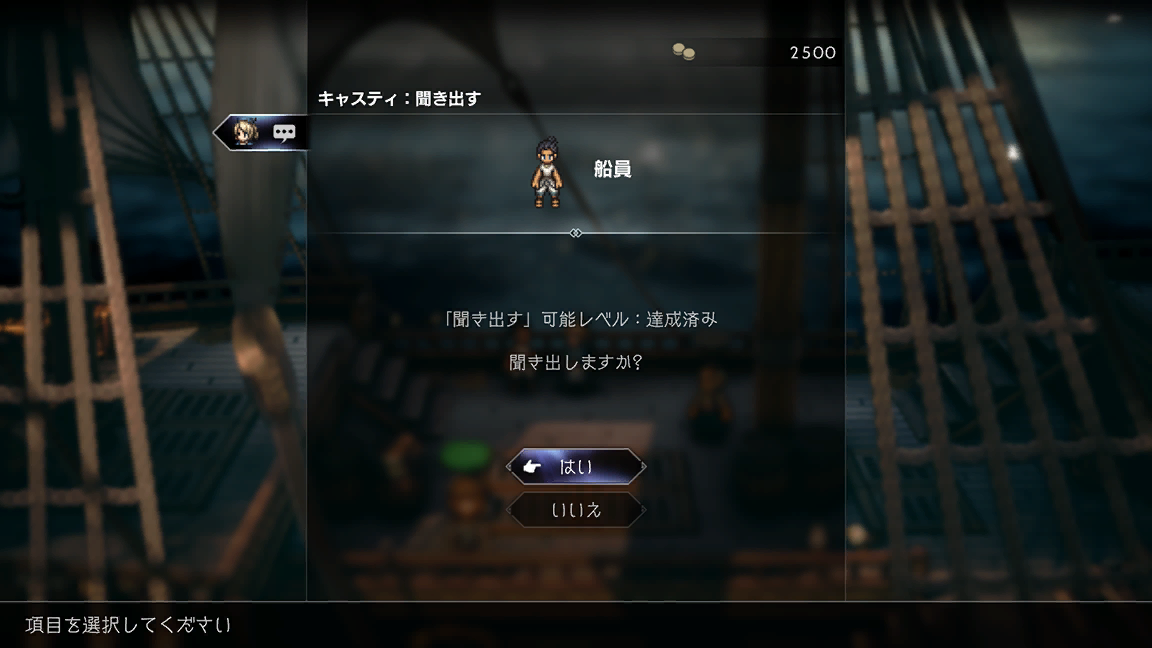 2500
キャスティ：聞き出す
船員
「聞き出す」可能レベル：達成済み
聞き出しますか?
はい
いいえ
項目を選択してください